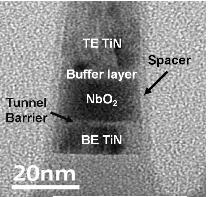 TE TiN
Spacer
Buffer layer
NbO₂
Tunnel
Barrier
BE TiN
20nm